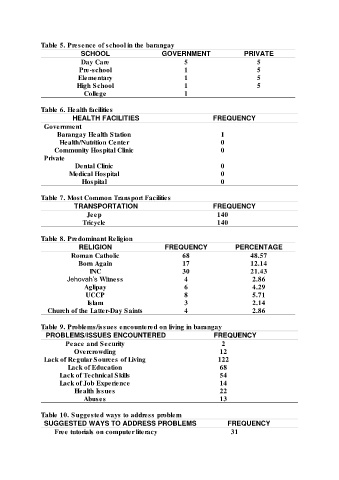 Table 5. Presence of school in the barangay
SCHOOL GOVERNMENT PRIVATE
Day Care 5 5
Pre-school 1 5
Elementary 1 5
High School 1 5
College 1
Table 6. Health facilities
HEALTH FACILITIES FREQUENCY
Government
Barangay Health Station 1
Health/Nutrition Center 0
Community Hospital Clinic 0
Private
Dental Clinic 0
Medical Hospital 0
Hospital 0
Table 7. Most Common Transport Facilities
TRANSPORTATION FREQUENCY
Jeep 140
Tricycle 140
Table 8. Predominant Religion
RELIGION FREQUENCY PERCENTAGE
Roman Catholic 68 48.57
Born Again 17 12.14
INC 30 21.43
Jehovah's Witness 4 2.86
Aglipay 6 4.29
UCCP 8 5.71
Islam 3 2.14
Church of the Latter-Day Saints 4 2.86
Table 9. Problems/issues encountered on living in barangay
PROBLEMS/ISSUES ENCOUNTERED FREQUENCY
Peace and Security 2
Overcrowding 12
Lack of Regular Sources of Living 122
Lack of Education 68
Lack of Technical Skills 54
Lack of Job Experience 14
Health Issues 22
Abuses 13
Table 10. Suggested ways to address problem
SUGGESTED WAYS TO ADDRESS PROBLEMS FREQUENCY
Free tutorials on computer literacy 31